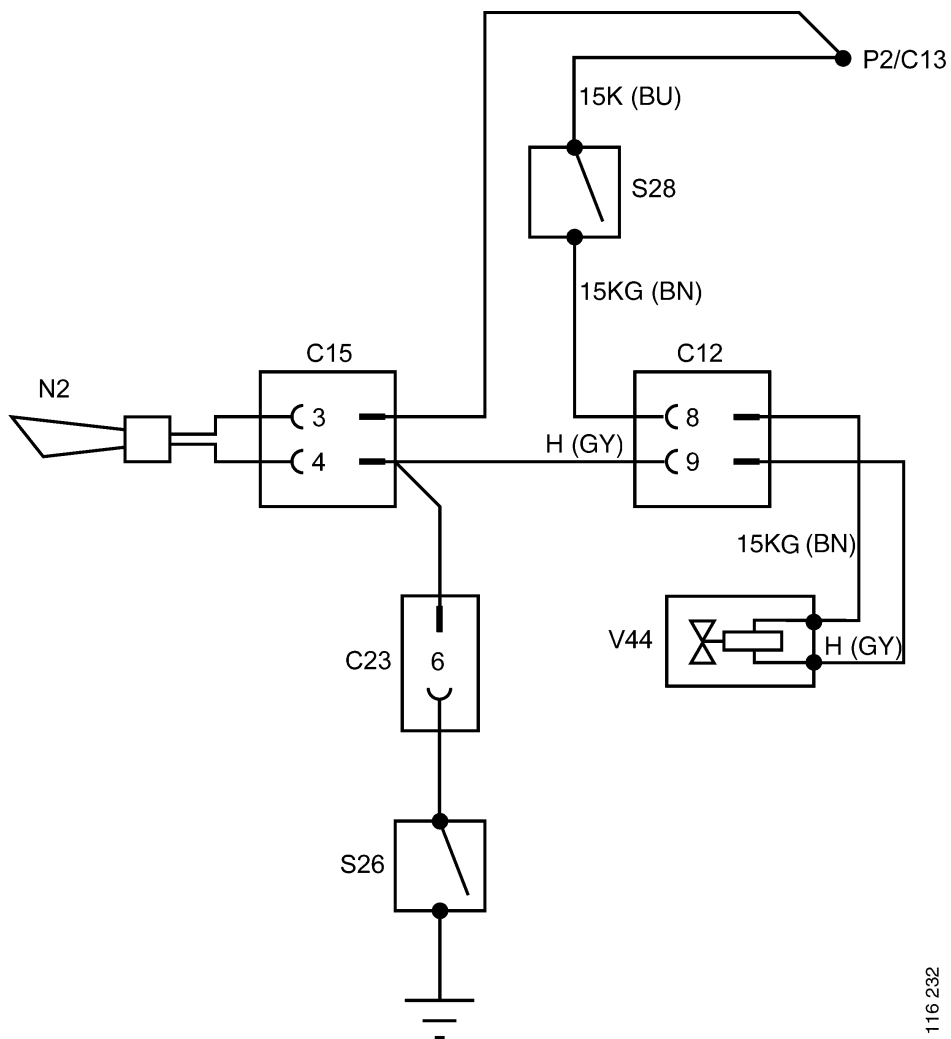 P2/C13
15K (BU)
S28
15KG (BN)
C15
C12
N2
3
8
H (GY)
4
9
15KG (BN)
V44
H (GY)
C23
6
S26
116 232